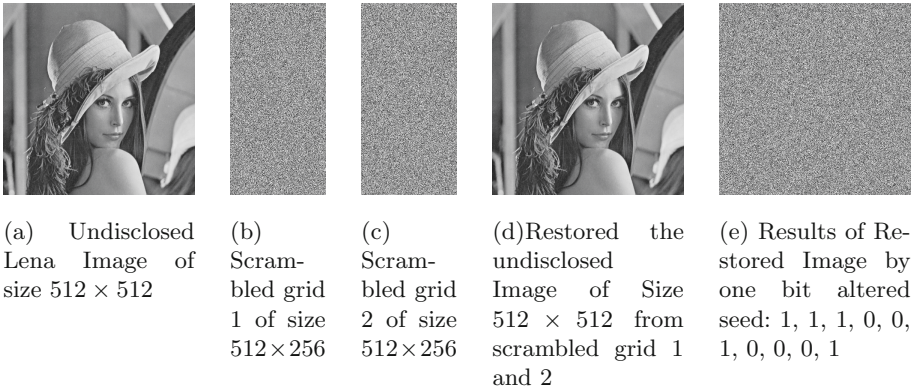 (a) Undisclosed
Lena Image of
size 512 × 512
(b)
Scram-
bled grid
1 of size
512×256
(c)
Scram-
bled grid
2 of size
512×256
(d)Restored the
undisclosed
Image of Size
512 × 512 from
scrambled grid 1
and 2
(e) Results of Re-
stored Image by
one bit altered
seed: 1, 1, 1, 0, 0,
1, 0, 0, 0, 1